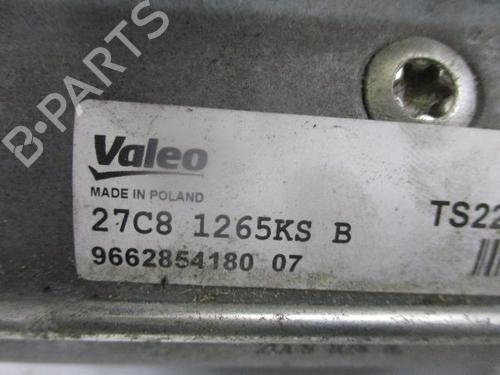 B-PARTS
Valeo
MADE IN POLAND
27C8 1265KS B
TS22
9662854180 07